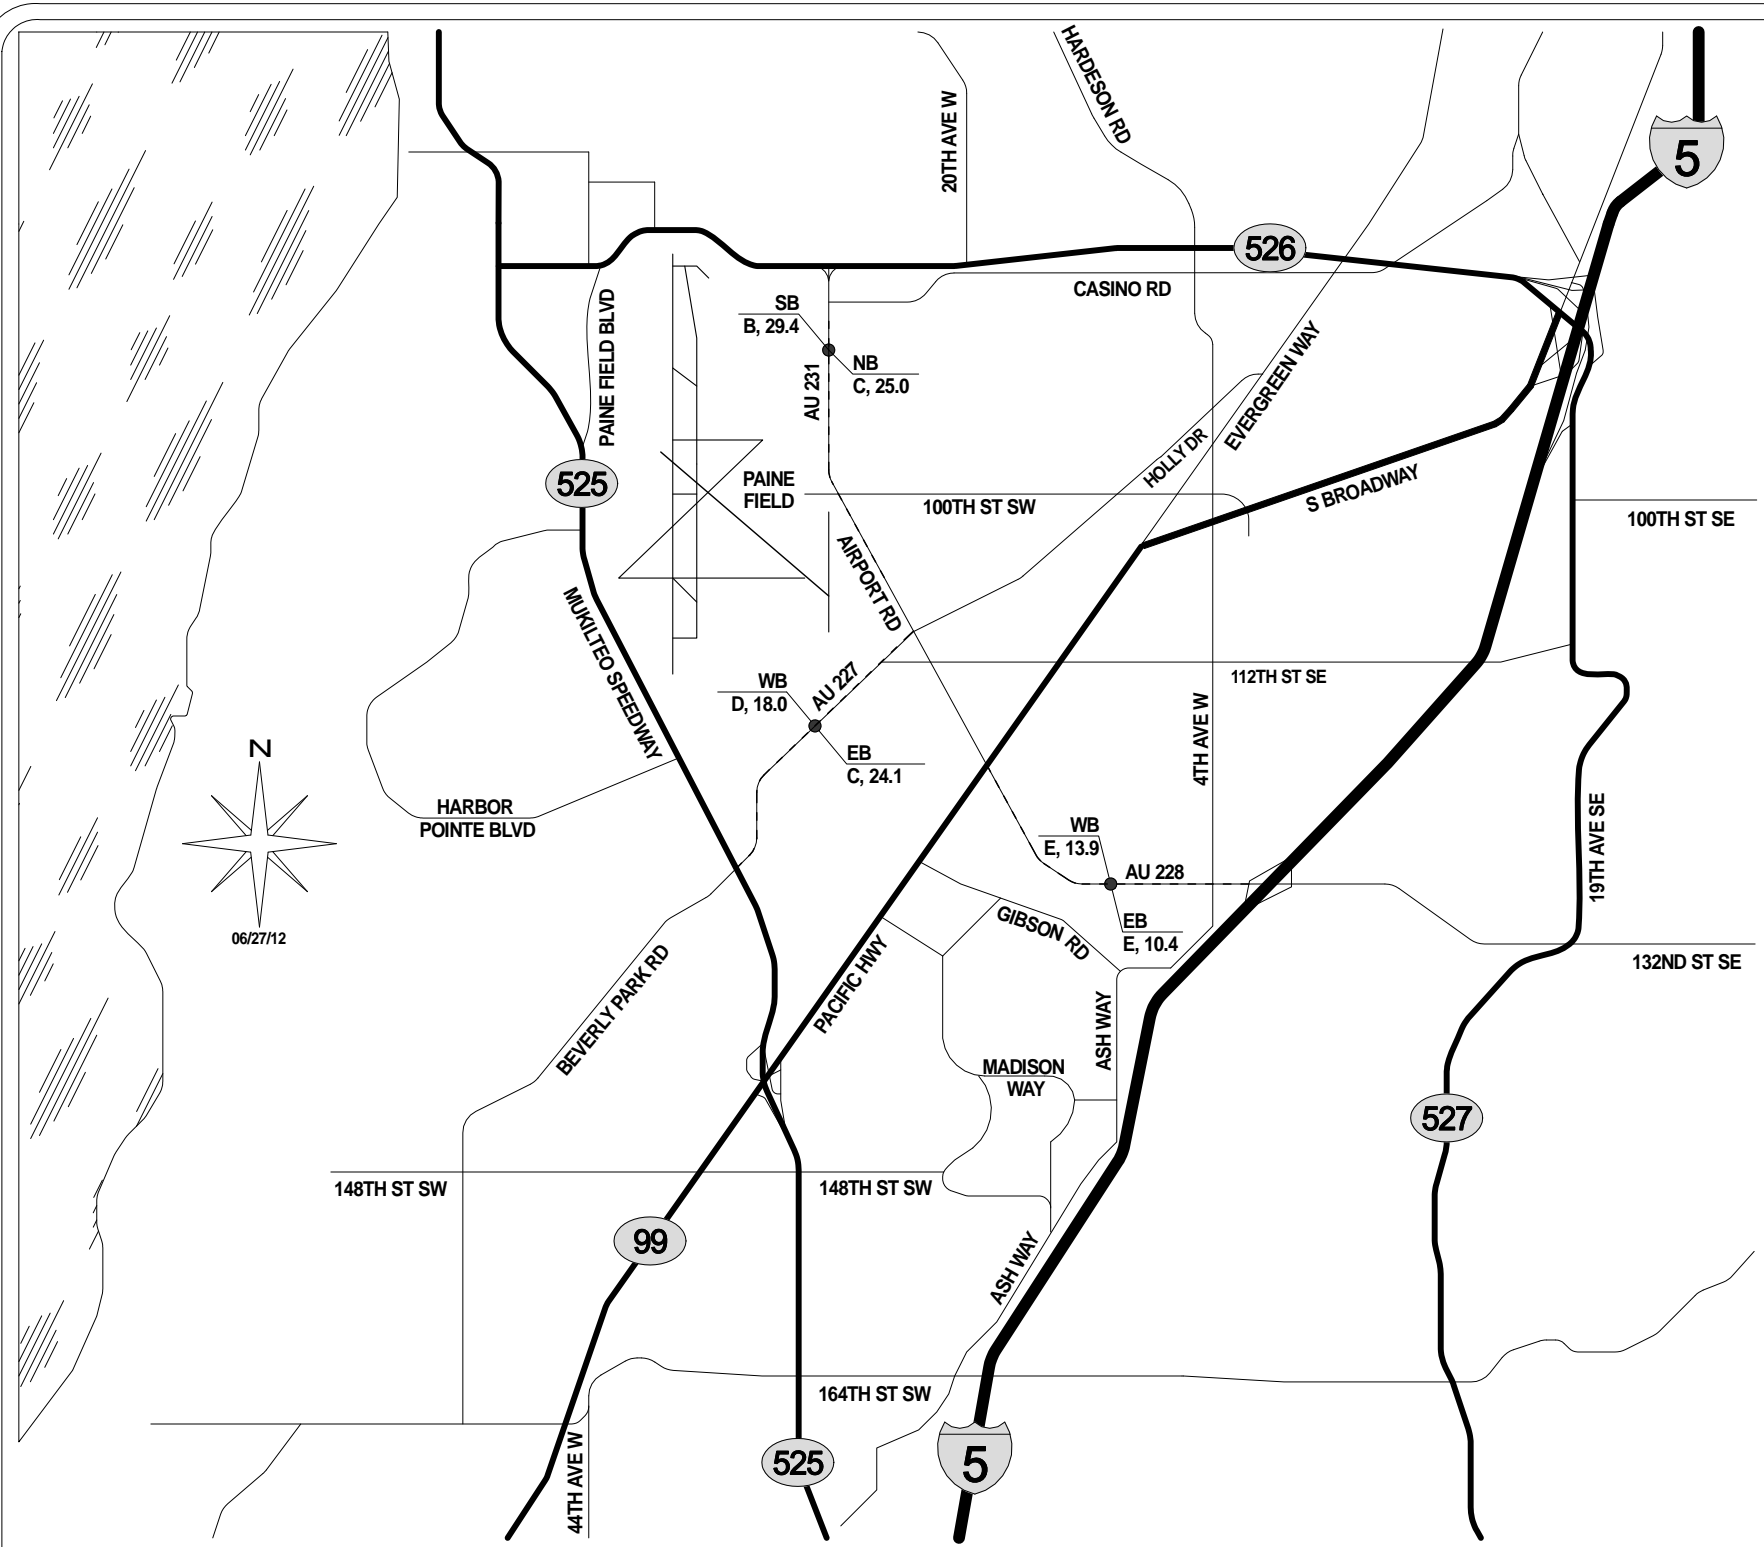 HARDESON RD
20TH AVE W
5
526
CASINO RD
SB
B, 29.4
PAINE FIELD BLVD
NB
C, 25.0
AU 231
EVERGREEN WAY
HOLLY DR
525
PAINE
FIELD
S BROADWAY
100TH ST SW
100TH ST SE
AIRPORT RD
MUKILTEO SPEEDWAY
AU 227
WB
D, 18.0
112TH ST SE
4TH AVE W
N
EB
C, 24.1
HARBOR
POINTE BLVD
WB
E, 13.9
AU 228
19TH AVE SE
GIBSON RD
EB
E, 10.4
06/27/12
PACIFIC HWY
132ND ST SE
BEVERLY PARK RD
ASH WAY
MADISON
WAY
527
148TH ST SW
148TH ST SW
99
ASH WAY
164TH ST SW
44TH AVE W
525
5